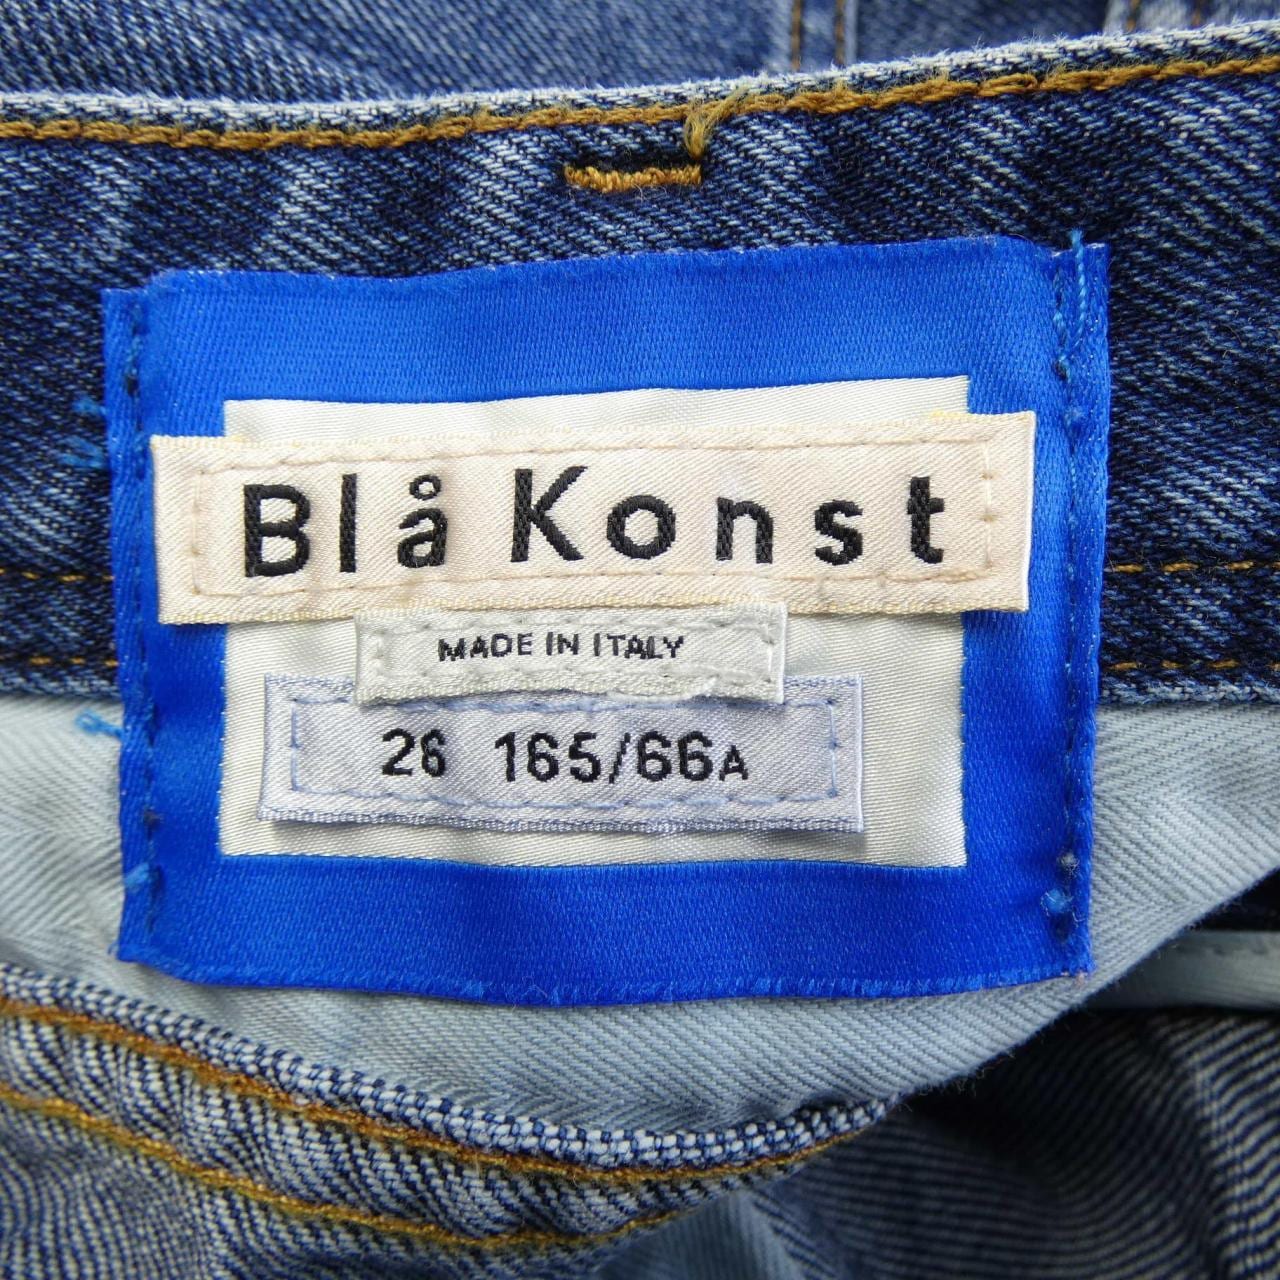 Blå Konst
MADE IN ITALY
26 165/66A